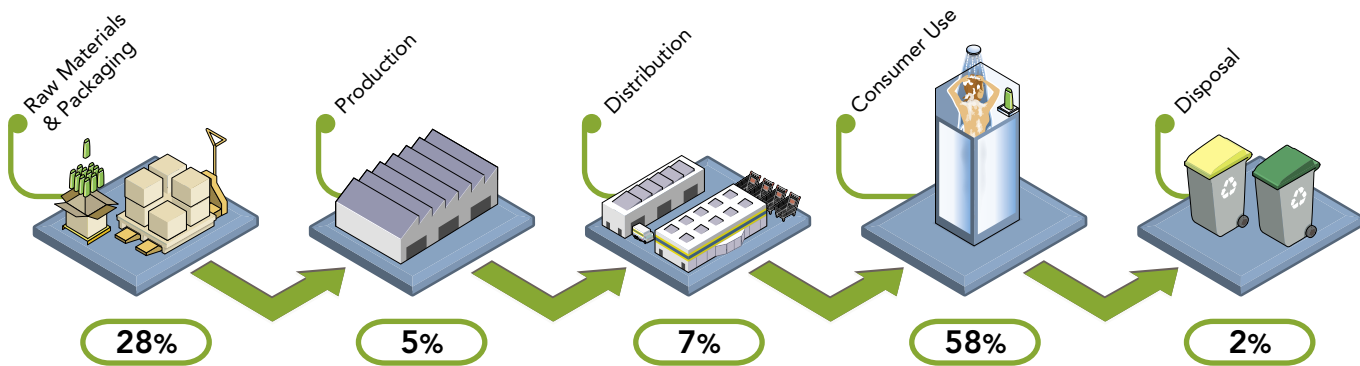 Raw Materials
& Packaging
Production
Distribution
Consumer Use
Disposal
28%
5%
7%
58%
2%